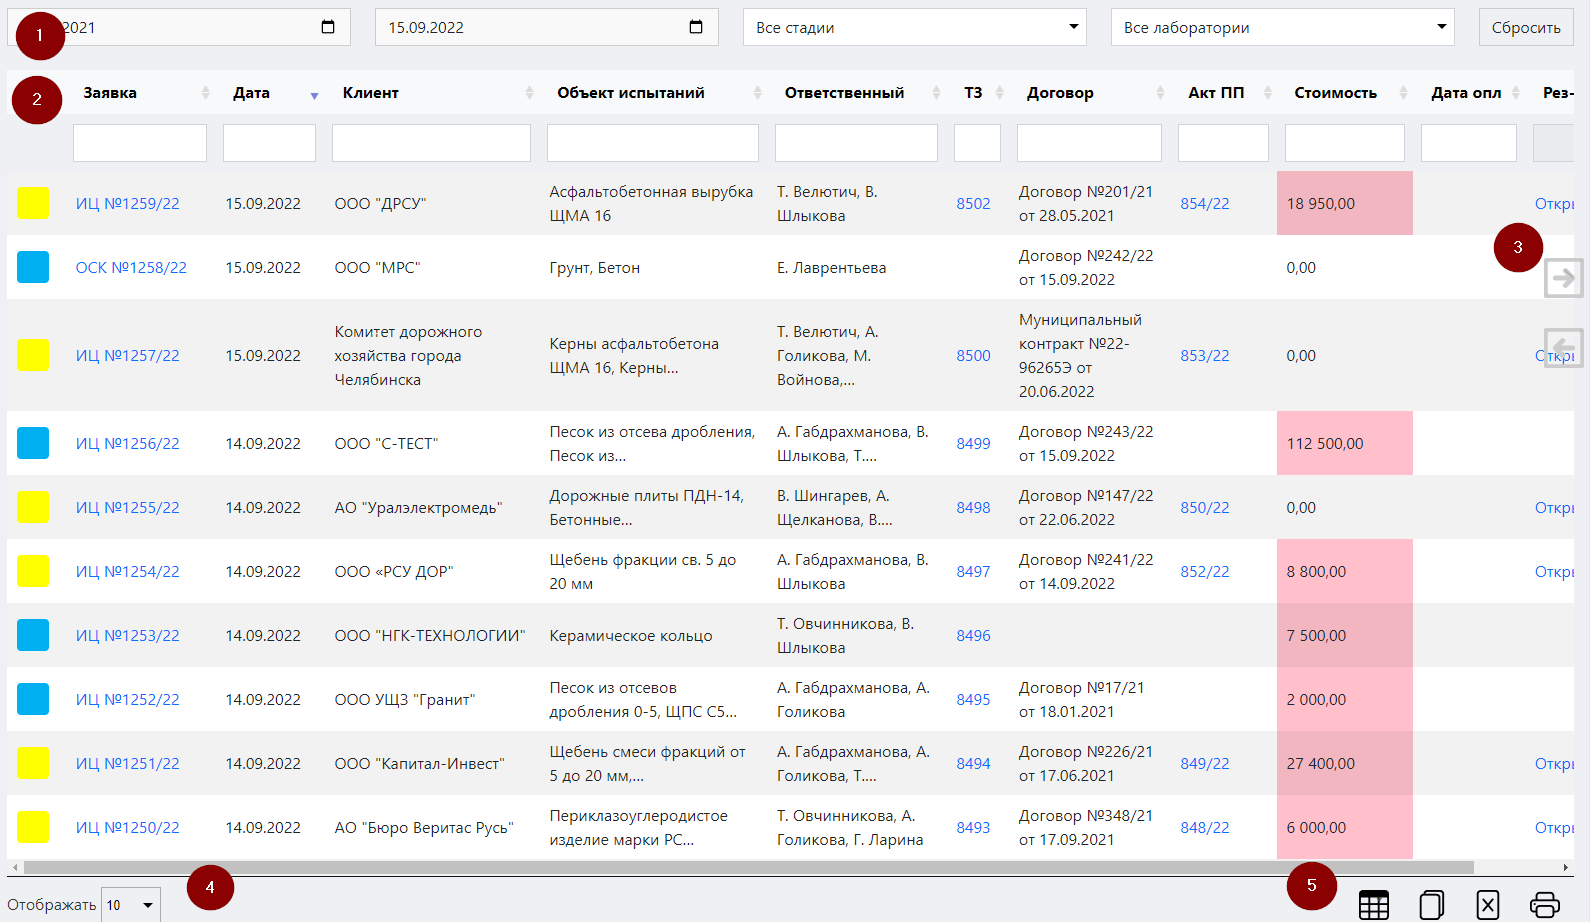 1 2021 15.09.2022 Все стадии Все лаборатории Сбросить
2 Заявка Дата Клиент Объект испытаний Ответственный ТЗ Договор Акт ПП Стоимость Дата опл Рез-
ИЦ №1259/22 15.09.2022 ООО "ДРСУ" Асфальтобетонная вырубка Т. Велютич, В. 8502 Договор №201/21 854/22 18 950,00 Откры
ЩМА 16 Шлыкова от 28.05.2021
3
ОСК №1258/22 15.09.2022 ООО "МРС" Грунт, Бетон Е. Лаврентьева Договор №242/22 0,00
от 15.09.2022
Муниципальный
Комитет дорожного Т. Велютич, А. контракт №22-
ИЦ №1257/22 15.09.2022 хозяйства города Керны асфальтобетона Голикова, М. 8500 96265Э от 853/22 0,00 Откры
Челябинска ЩМА 16, Керны... Войнова,... 20.06.2022
ИЦ №1256/22 14.09.2022 ООО "С-ТЕСТ" Песок из отсева дробления, А. Габдрахманова, В. 8499 Договор №243/22 112 500,00
Песок из... Шлыкова, Т.... от 15.09.2022
ИЦ №1255/22 14.09.2022 АО "Уралэлектромедь" Дорожные плиты ПДН-14, В. Шингарев, А. 8498 Договор №147/22 850/22 0,00 Откры
Бетонные... Щелканова, В.... от 22.06.2022
ИЦ №1254/22 14.09.2022 ООО «РСУ ДОР" Щебень фракции св. 5 до А. Габдрахманова, В. 8497 Договор №241/22 852/22 8 800,00 Откры
20 мм Шлыкова от 14.09.2022
ИЦ №1253/22 14.09.2022 ООО "НГК-ТЕХНОЛОГИИ" Керамическое кольцо Т. Овчинникова, В. 8496 7 500,00
Шлыкова
ИЦ №1252/22 14.09.2022 ООО УЩЗ "Гранит" Песок из отсевов А. Габдрахманова, А. 8495 Договор №17/21 2 000,00
дробления 0-5, ЩПС С5... Голикова от 18.01.2021
ИЦ №1251/22 14.09.2022 ООО "Капитал-Инвест" Щебень смеси фракций от А. Габдрахманова, А. 8494 Договор №226/21 849/22 27 400,00 Откры
5 до 20 мм,... Голикова, Т.... от 17.06.2021
ИЦ №1250/22 14.09.2022 АО "Бюро Веритас Русь" Периклазоуглеродистое Т. Овчинникова, А. 8493 Договор №348/21 848/22 6 000,00 Откры
изделие марки РС... Голикова, Г. Ларина от 17.09.2021
Отображать 10 4 5